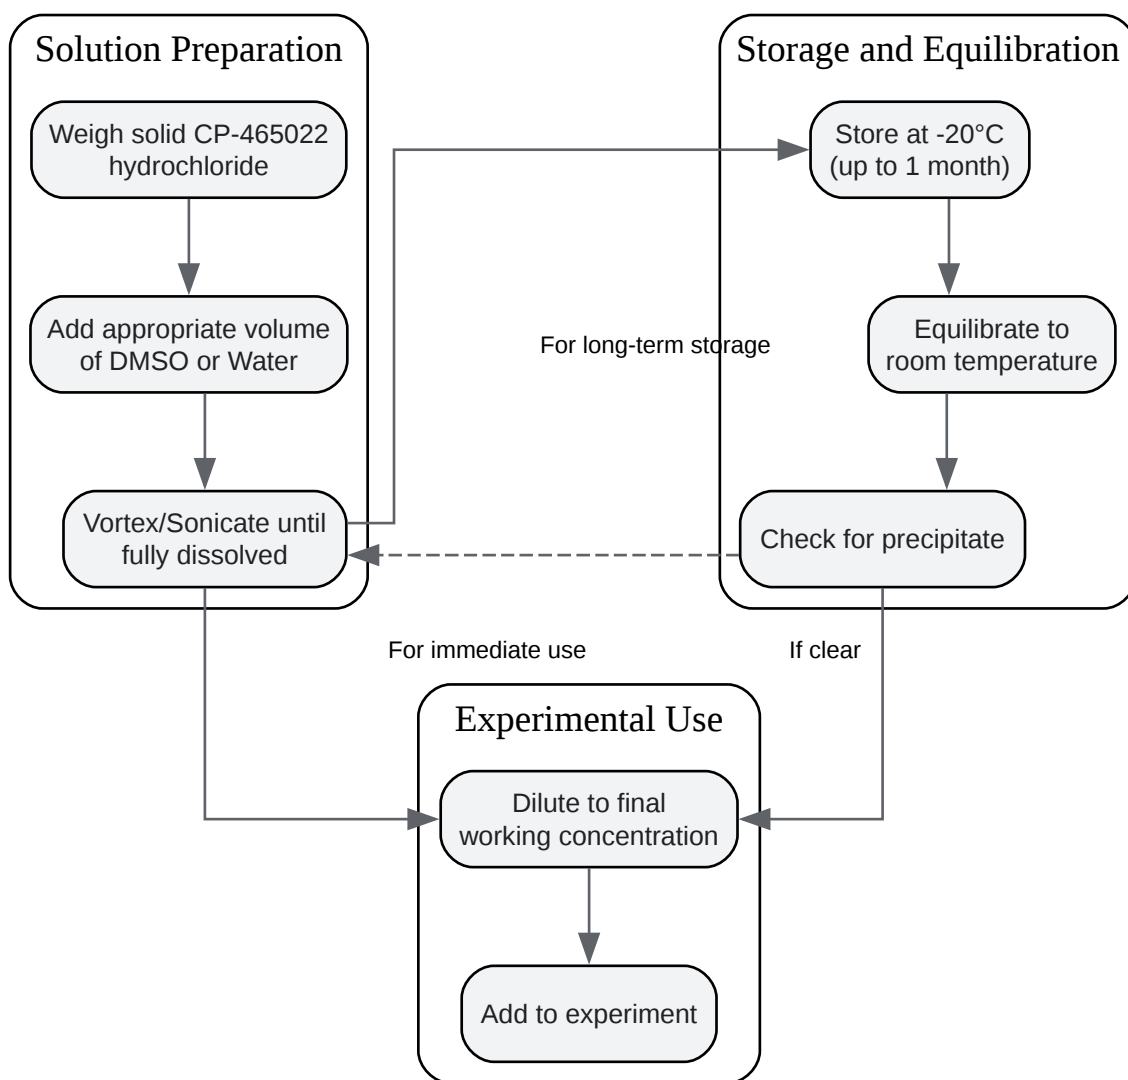 Solution Preparation
Weigh solid CP-465022
hydrochloride
Add appropriate volume
of DMSO or Water
Vortex/Sonicate until
fully dissolved
Storage and Equilibration
Store at -20°C
(up to 1 month)
Equilibrate to
room temperature
Check for precipitate
For long-term storage
For immediate use
If clear
Experimental Use
Dilute to final
working concentration
Add to experiment